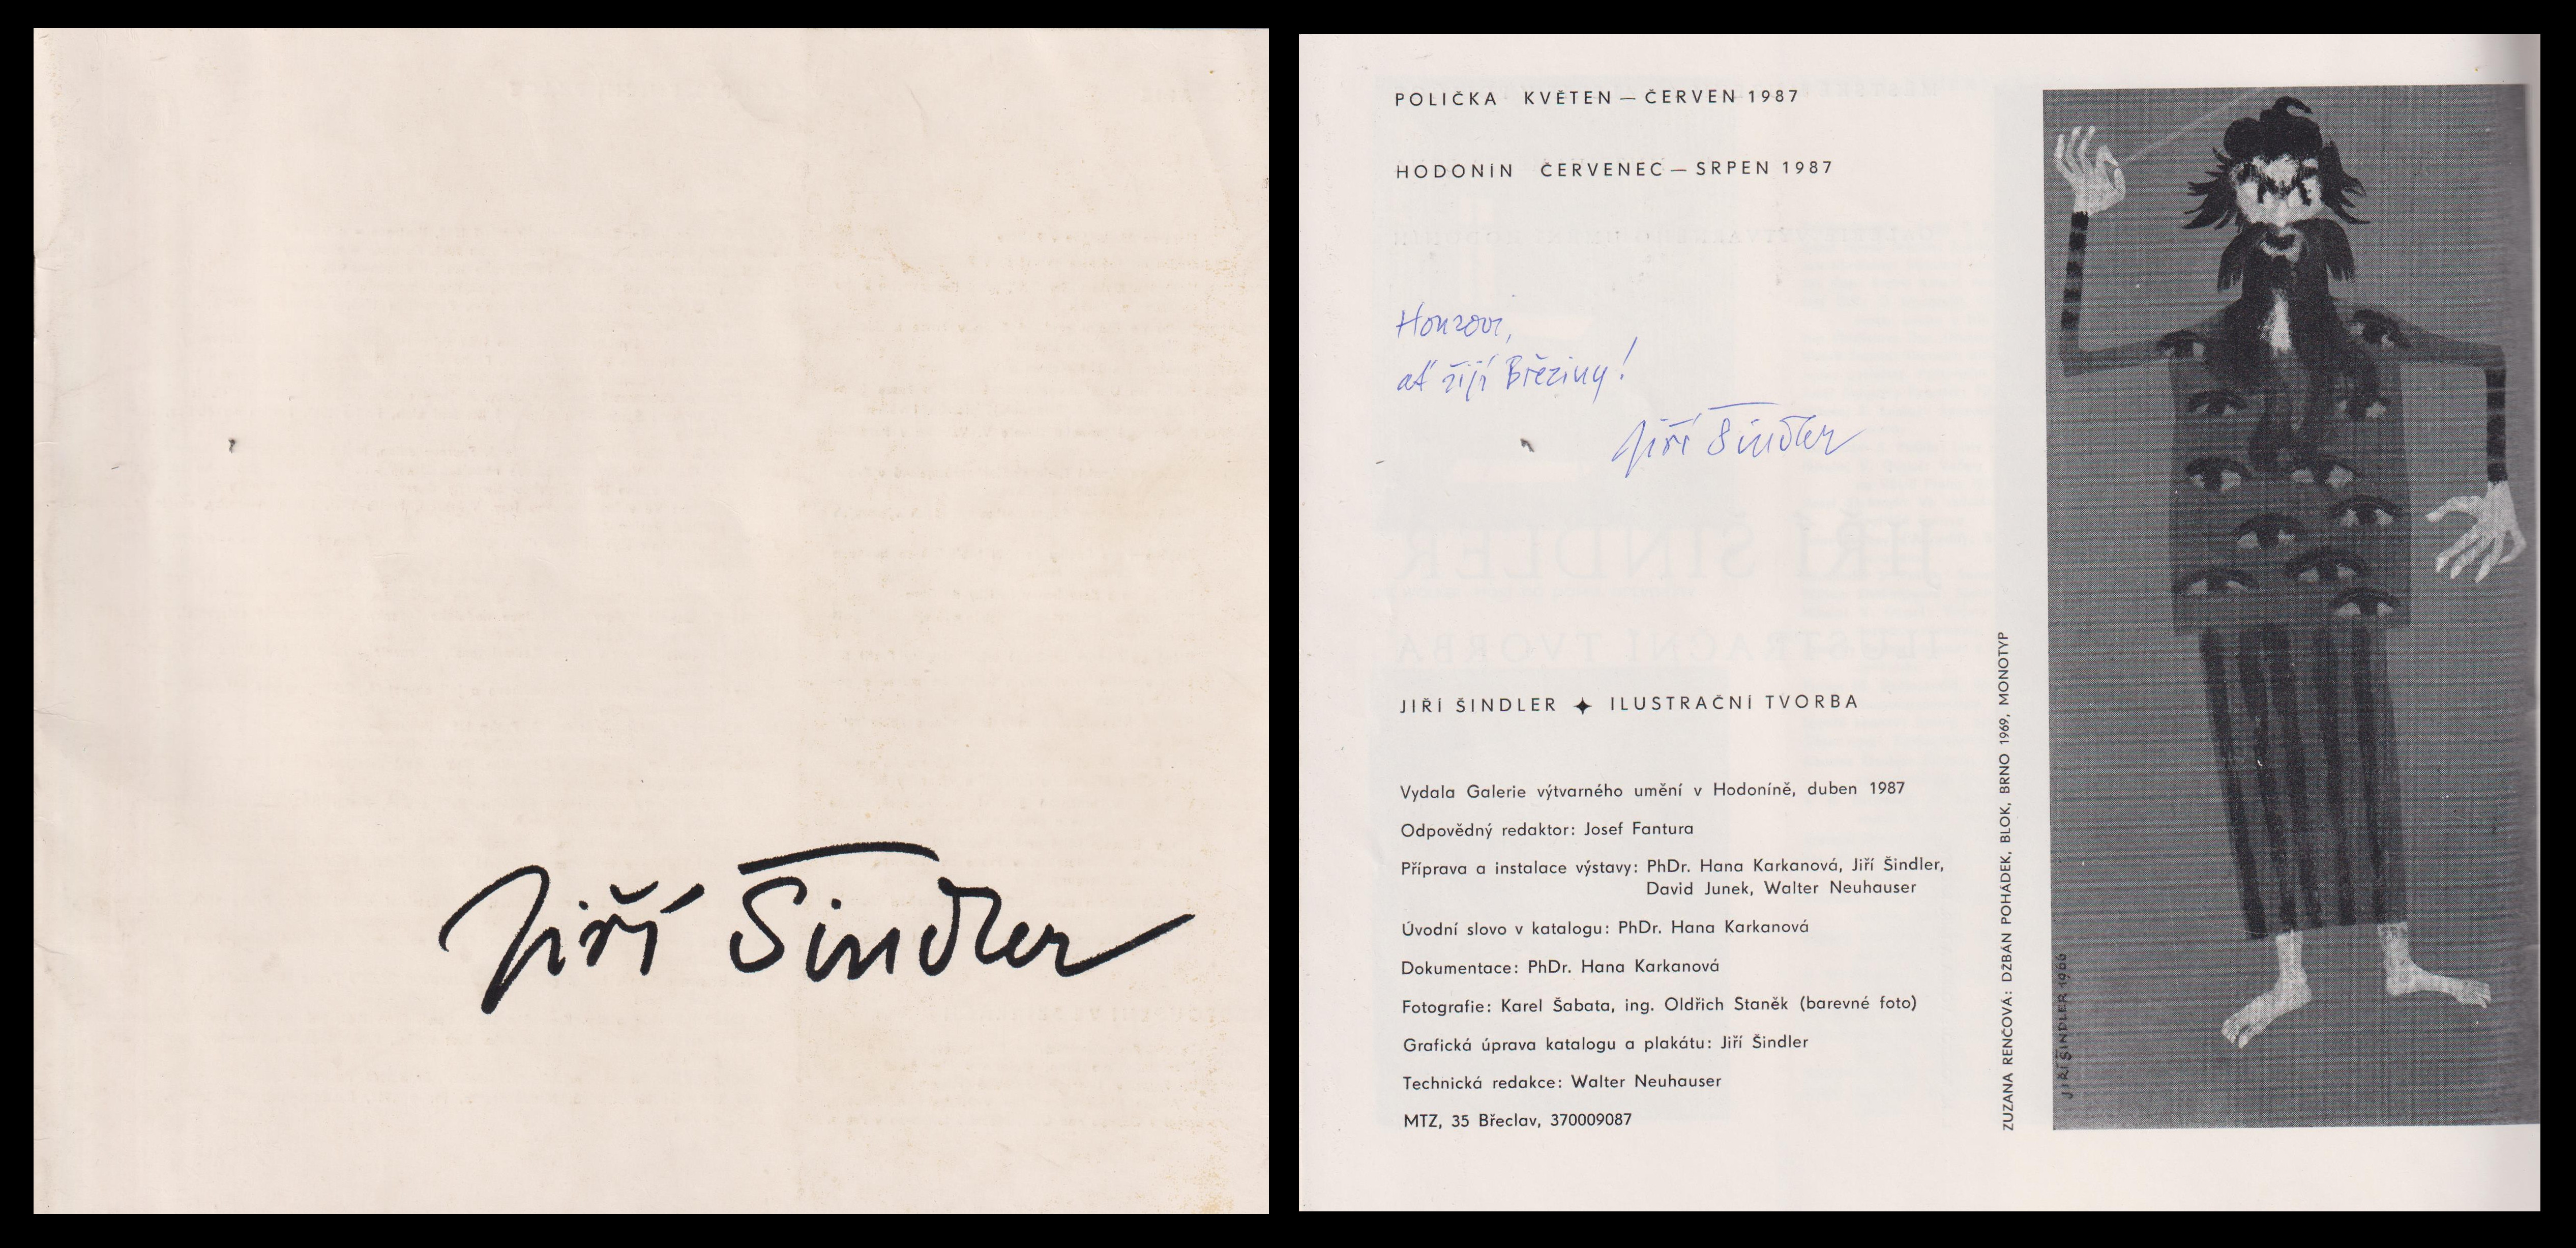 Jiří Šindler
POLIČKA KVĚTEN — ČERVEN 1987
HODONÍN ČERVENEC — SRPEN 1987
Honzovi,
ať žijí Březiny!
Jiří Šindler
JIŘÍ ŠINDLER ✦ ILUSTRAČNÍ TVORBA
Vydala Galerie výtvarného umění v Hodoníně, duben 1987
Odpovědný redaktor: Josef Fantura
Příprava a instalace výstavy: PhDr. Hana Karkanová, Jiří Šindler,
David Junek, Walter Neuhauser
Úvodní slovo v katalogu: PhDr. Hana Karkanová
Dokumentace: PhDr. Hana Karkanová
Fotografie: Karel Šabata, ing. Oldřich Staněk (barevné foto)
Grafická úprava katalogu a plakátu: Jiří Šindler
Technická redakce: Walter Neuhauser
MTZ, 35 Břeclav, 370009087
ZUZANA RENČOVÁ: DŽBÁN POHÁDEK, BLOK, BRNO 1969, MONOTYP
JIŘÍ ŠINDLER 1966